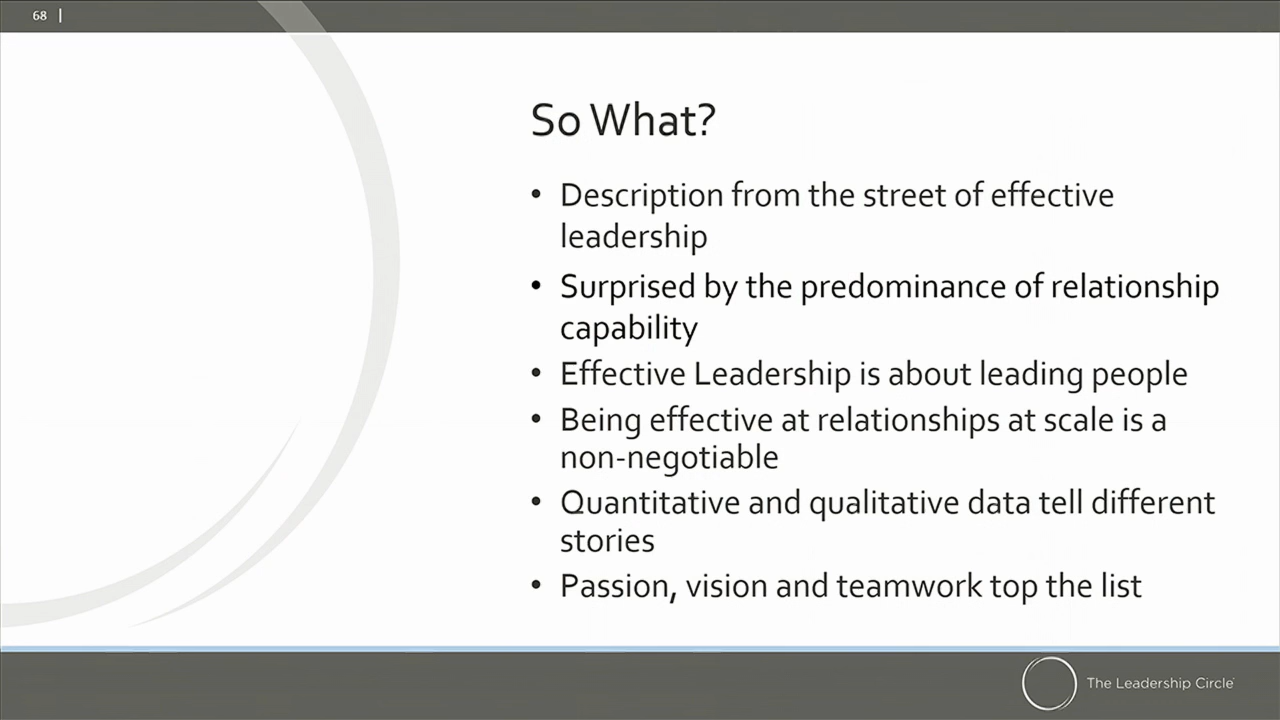 68 |
So What?
• Description from the street of effective
leadership
• Surprised by the predominance of relationship
capability
• Effective Leadership is about leading people
• Being effective at relationships at scale is a
non-negotiable
• Quantitative and qualitative data tell different
stories
• Passion, vision and teamwork top the list
The Leadership Circle